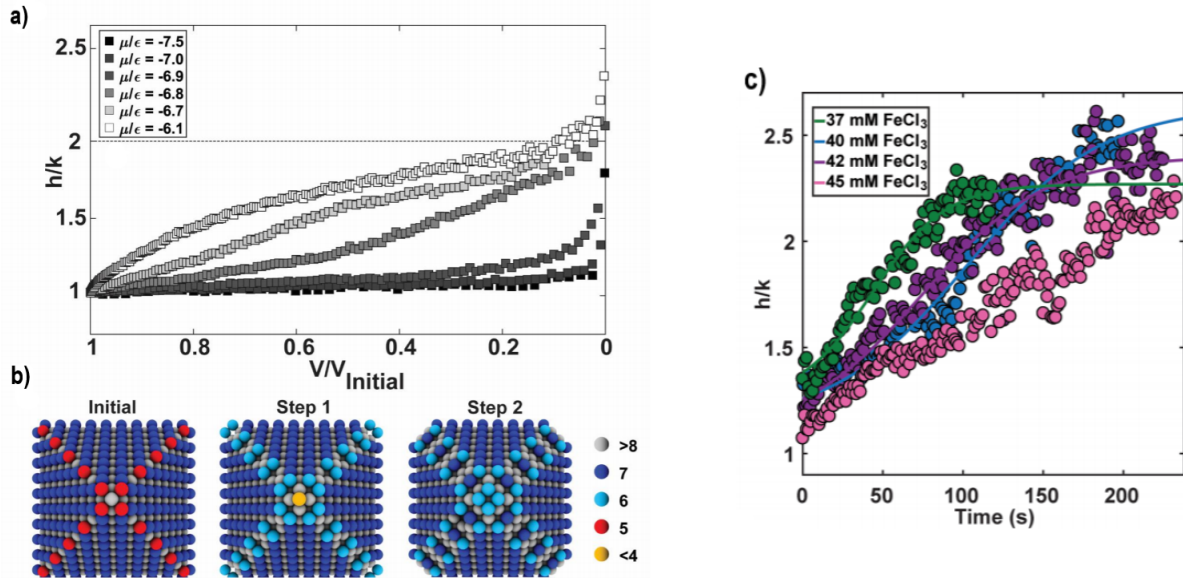 a)
h/k
2.5
2
1.5
1
μ/ϵ = -7.5
μ/ϵ = -7.0
μ/ϵ = -6.9
μ/ϵ = -6.8
μ/ϵ = -6.7
μ/ϵ = -6.1
1 0.8 0.6 0.4 0.2 0
V/V_Initial
b)
Initial Step 1 Step 2
>8
7
6
5
<4
c)
h/k
2.5
2
1.5
1
37 mM FeCl₃
40 mM FeCl₃
42 mM FeCl₃
45 mM FeCl₃
0 50 100 150 200
Time (s)